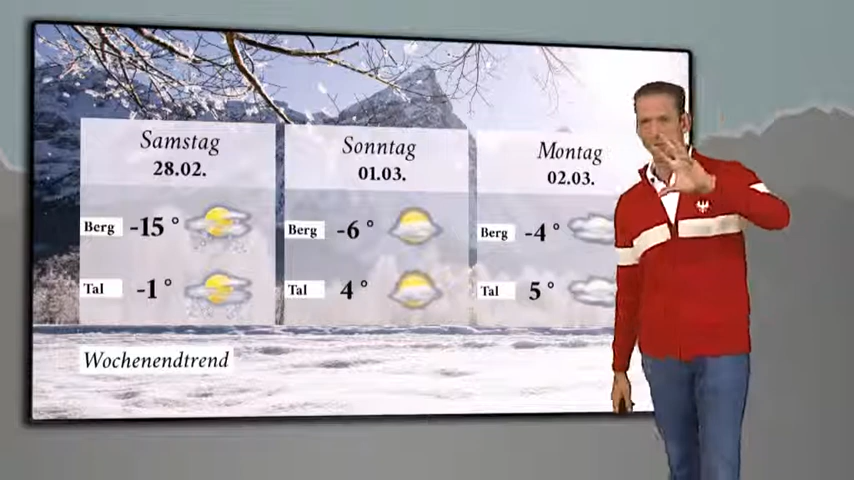 Samstag
28.02.
Berg -15 °
Tal -1 °
Sonntag
01.03.
Berg -6 °
Tal 4 °
Montag
02.03.
Berg -4°
Tal 5 °
Wochenendtrend